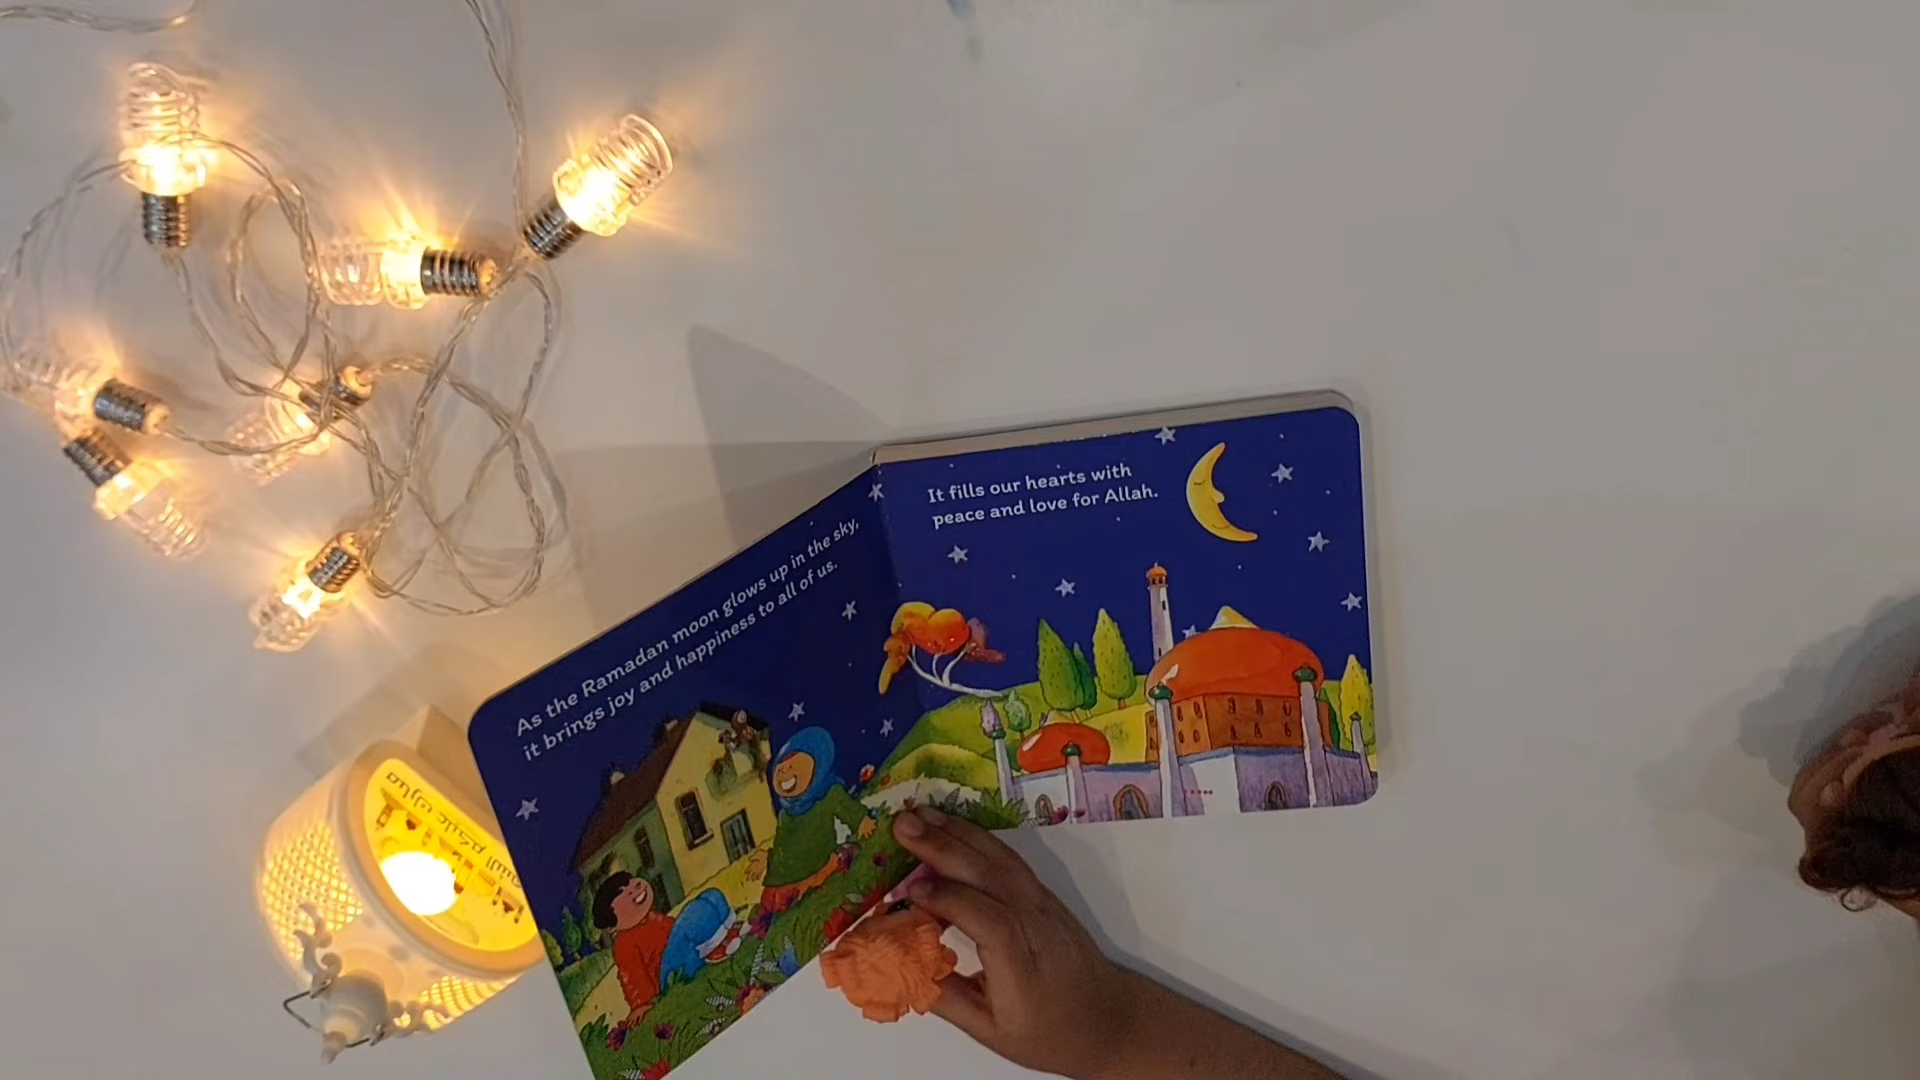 As the Ramadan moon glows up in the sky,
it brings joy and happiness to all of us.
It fills our hearts with
peace and love for Allah.